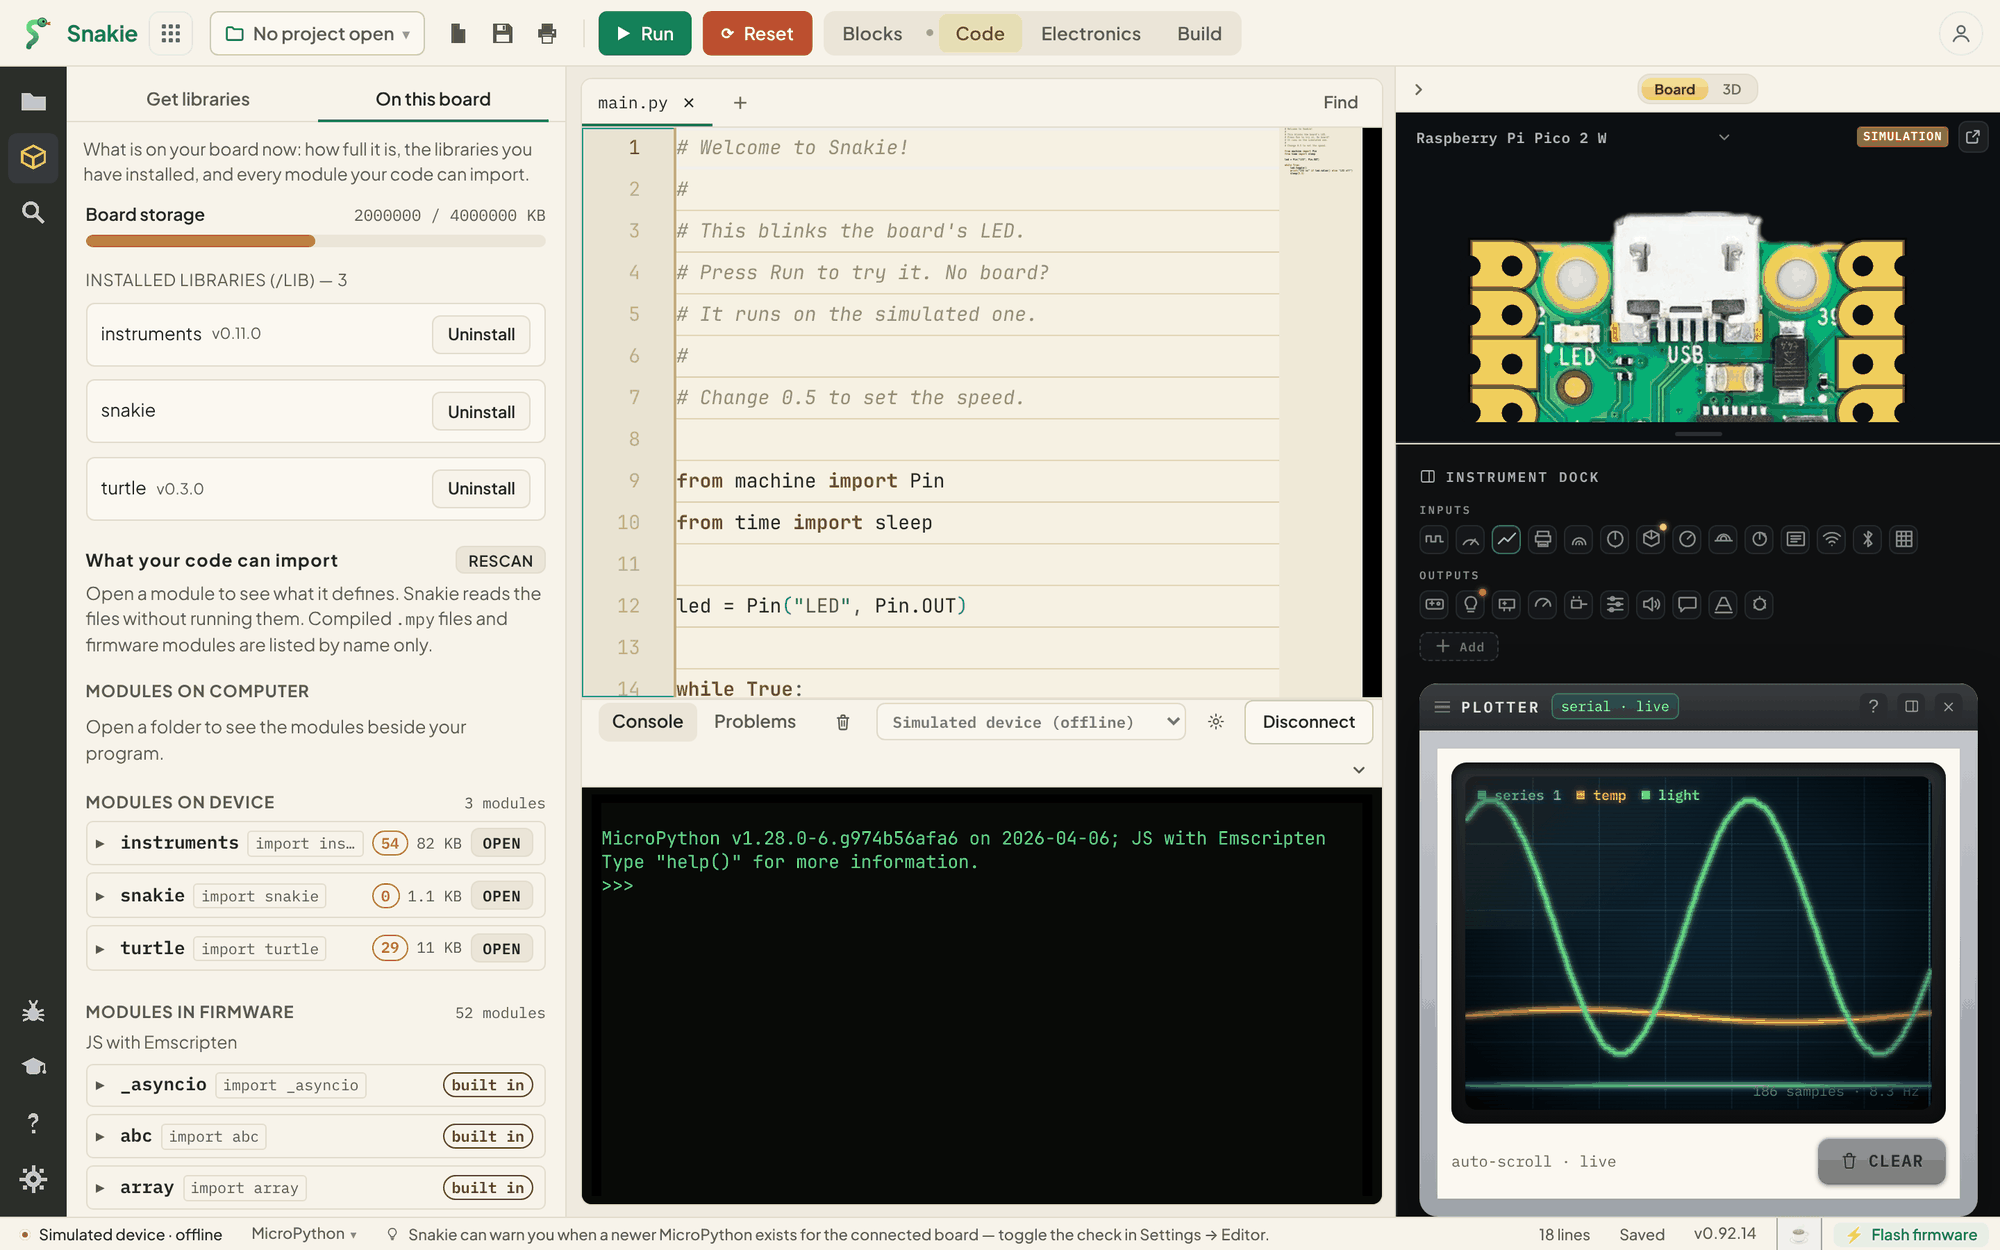 Snakie
No project open
Run
Reset
Blocks
Code
Electronics
Build
Get libraries
On this board
What is on your board now: how full it is, the libraries you
have installed, and every module your code can import.
Board storage
2000000 / 4000000 KB
INSTALLED LIBRARIES (/LIB) — 3
instruments v0.11.0
Uninstall
snakie
Uninstall
turtle v0.3.0
Uninstall
What your code can import
RESCAN
Open a module to see what it defines. Snakie reads the
files without running them. Compiled .mpy files and
firmware modules are listed by name only.
MODULES ON COMPUTER
Open a folder to see the modules beside your
program.
MODULES ON DEVICE
3 modules
instruments import ins… 54 82 KB OPEN
snakie import snakie 0 1.1 KB OPEN
turtle import turtle 29 11 KB OPEN
MODULES IN FIRMWARE
52 modules
JS with Emscripten
_asyncio import _asyncio built in
abc import abc built in
array import array built in
main.py
Find
1 # Welcome to Snakie!
2 #
3 # This blinks the board's LED.
4 # Press Run to try it. No board?
5 # It runs on the simulated one.
6 #
7 # Change 0.5 to set the speed.
8
9 from machine import Pin
10 from time import sleep
11
12 led = Pin("LED", Pin.OUT)
13
14 while True:
Console
Problems
Simulated device (offline)
Disconnect
MicroPython v1.28.0-6.g974b56afa6 on 2026-04-06; JS with Emscripten
Type "help()" for more information.
>>>
Board
3D
Raspberry Pi Pico 2 W
SIMULATION
LED
USB
39
INSTRUMENT DOCK
INPUTS
OUTPUTS
+ Add
PLOTTER
serial · live
?
series 1
temp
light
186 samples · 8.3 Hz
auto-scroll · live
CLEAR
Simulated device · offline
MicroPython
Snakie can warn you when a newer MicroPython exists for the connected board — toggle the check in Settings → Editor.
18 lines
Saved
v0.92.14
Flash firmware